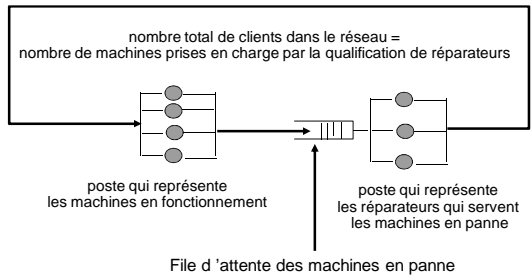 nombre total de clients dans le réseau =
nombre de machines prises en charge par la qualification de réparateurs
poste qui représente
les machines en fonctionnement
poste qui représente
les réparateurs qui servent
les machines en panne
File d 'attente des machines en panne